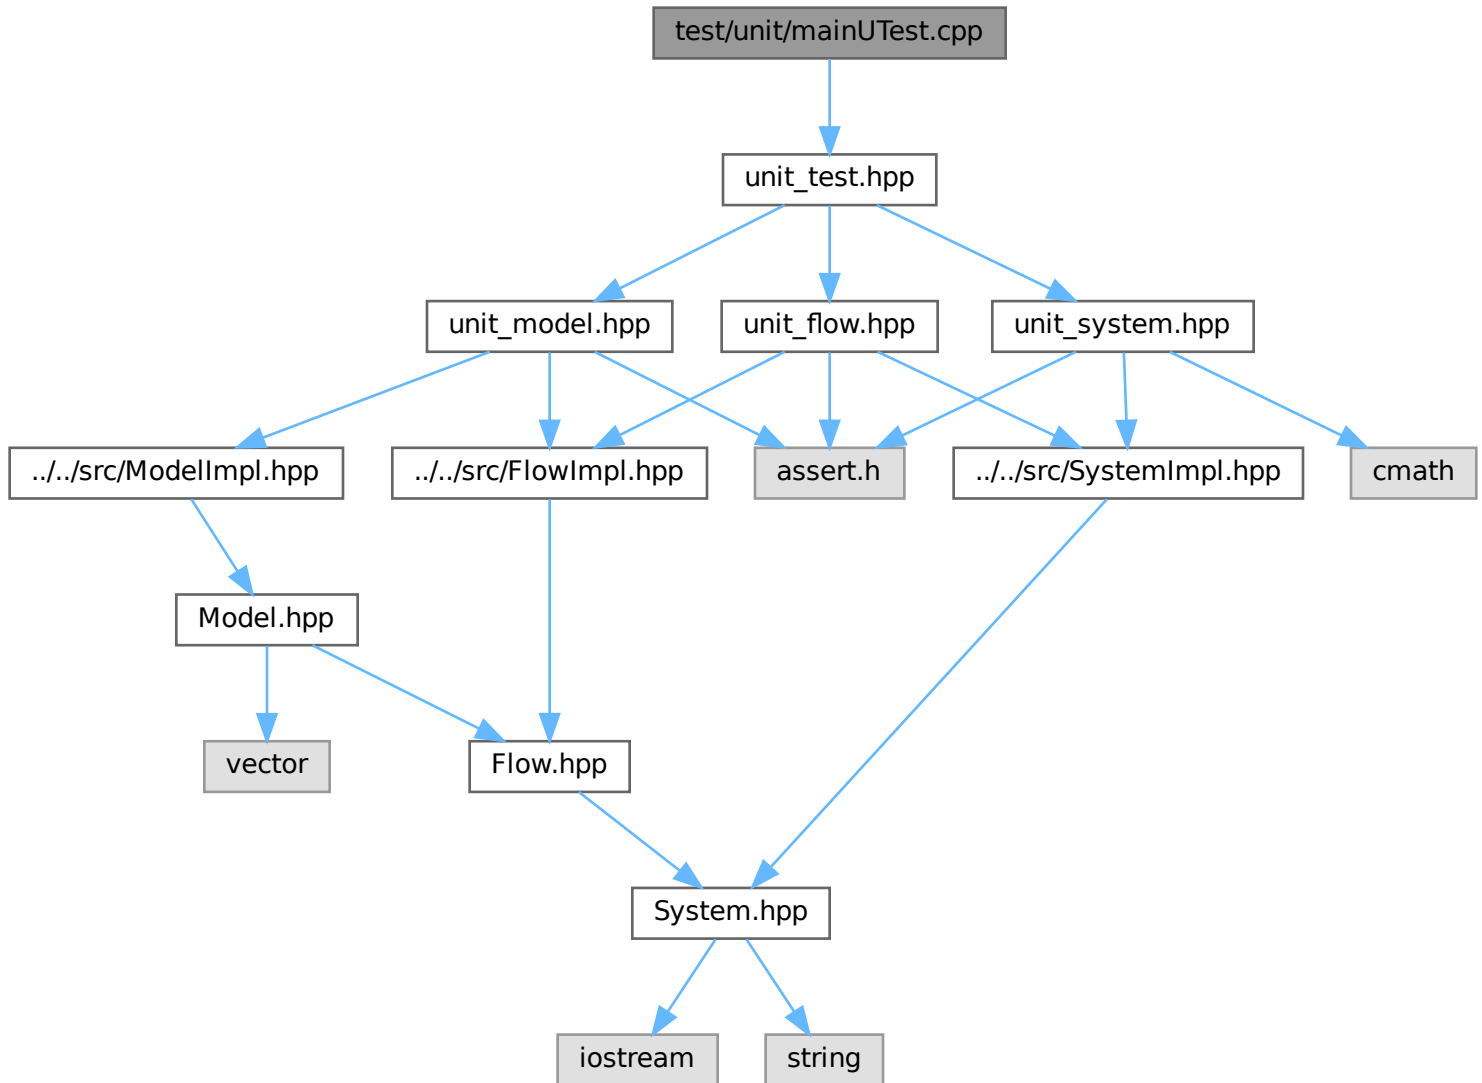 test/unit/mainUTest.cpp
unit_test.hpp
unit_model.hpp
unit_flow.hpp
unit_system.hpp
../../src/ModelImpl.hpp
../../src/FlowImpl.hpp
assert.h
../../src/SystemImpl.hpp
cmath
Model.hpp
vector
Flow.hpp
System.hpp
iostream
string